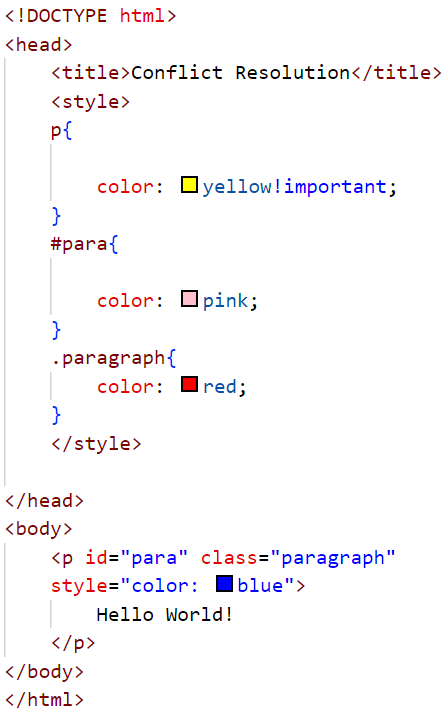 <!DOCTYPE html>
<head>
<title>Conflict Resolution</title>
<style>
p{
color: yellow!important;
}
#para{
color: pink;
}
.paragraph{
color: red;
}
</style>
</head>
<body>
<p id="para" class="paragraph"
style="color: blue">
Hello World!
</p>
</body>
</html>